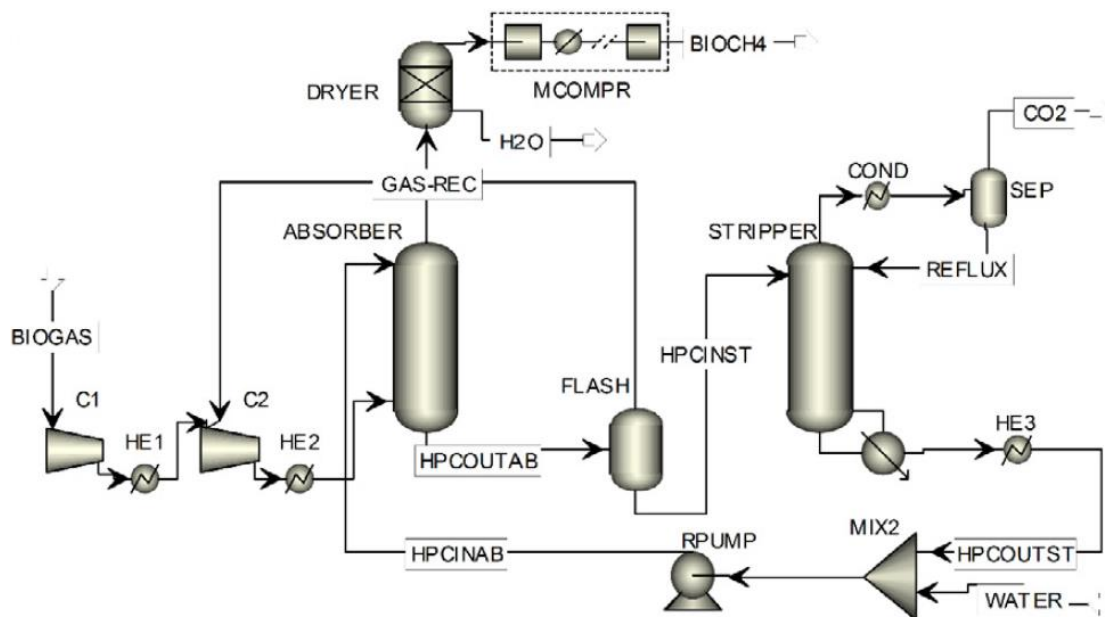 BIOCH4
DRYER
MCOMPR
H2O
CO2
GAS-REC
COND
SEP
ABSORBER
STRIPPER
REFLUX
BIOGAS
HPCINST
C1
C2
FLASH
HE1
HE2
HE3
HPCOUTAB
MIX2
HPCINAB
RPUMP
HPCOUTST
WATER